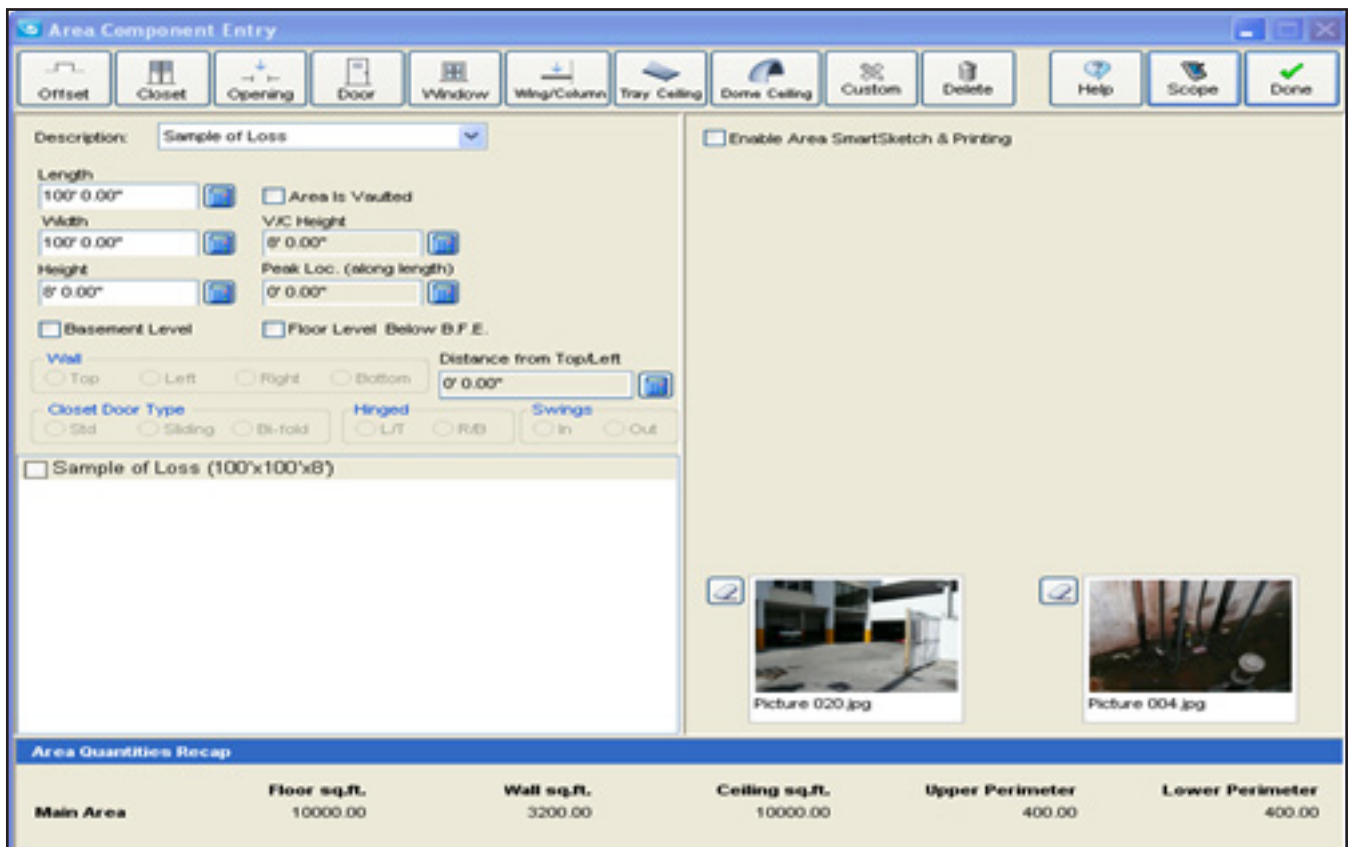 Area Component Entry
Offset Closet Opening Door Window Wing/Column Tray Ceiling Dome Ceiling Custom Delete Help Scope Done
Description: Sample of Loss
Enable Area SmartSketch & Printing
Length
100' 0.00" Area Is Vaulted
Width V/C Height
100' 0.00" 8' 0.00"
Height Peak Loc. (along length)
8' 0.00" 0' 0.00"
Basement Level Floor Level Below B.F.E.
Wall Distance from Top/Left
Top Left Right Bottom 0' 0.00"
Closet Door Type Hinged Swings
Std Sliding Bi-fold L/T R/B In Out
Sample of Loss (100'x100'x8')
Picture 020.jpg Picture 004.jpg
Area Quantities Recap
Floor sq.ft. Wall sq.ft. Ceiling sq.ft. Upper Perimeter Lower Perimeter
Main Area 10000.00 3200.00 10000.00 400.00 400.00